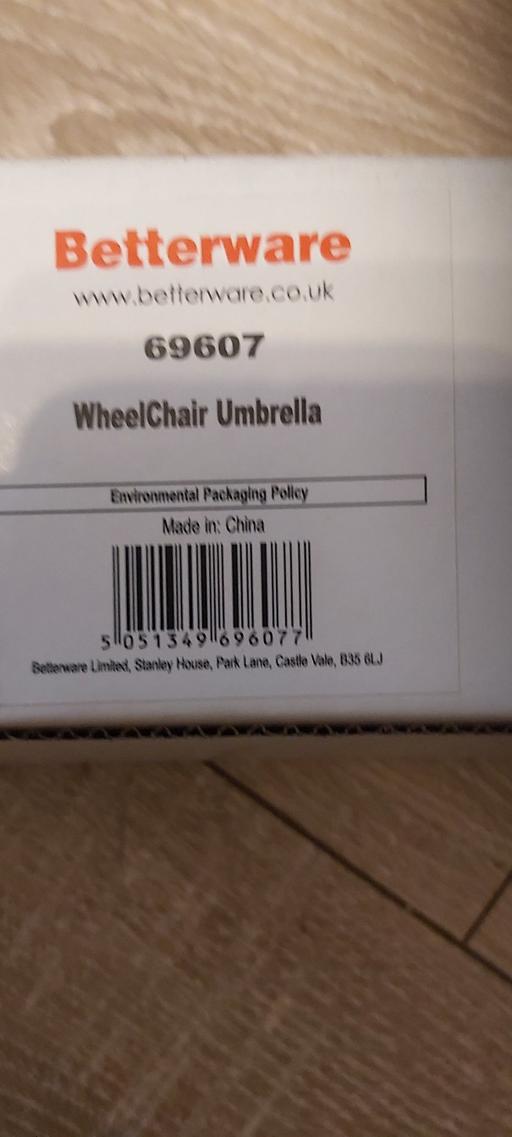 Betterware
www.betterware.co.uk
69607
WheelChair Umbrella
Environmental Packaging Policy
Made in: China
5 051349 696077
Betterware Limited, Stanley House, Park Lane, Castle Vale, B35 6LJ